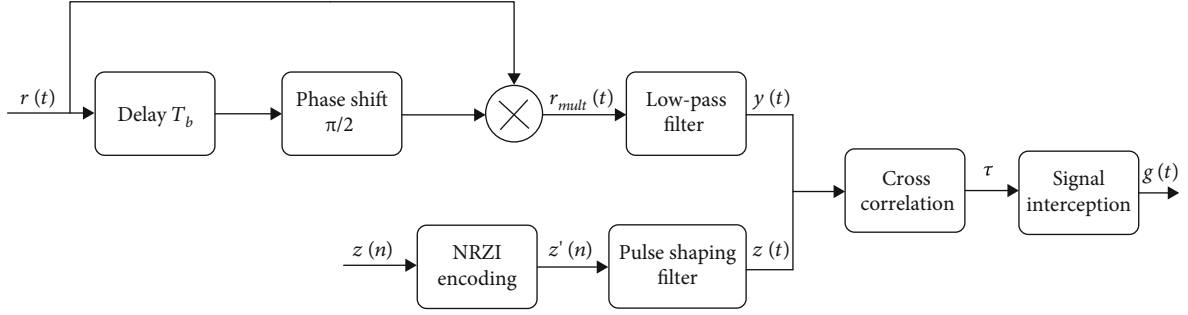 r (t)
Delay T_b
Phase shift
π/2
r_mult (t)
Low-pass
filter
y (t)
Cross
correlation
τ
Signal
interception
g (t)
z (n)
NRZI
encoding
z' (n)
Pulse shaping
filter
z (t)